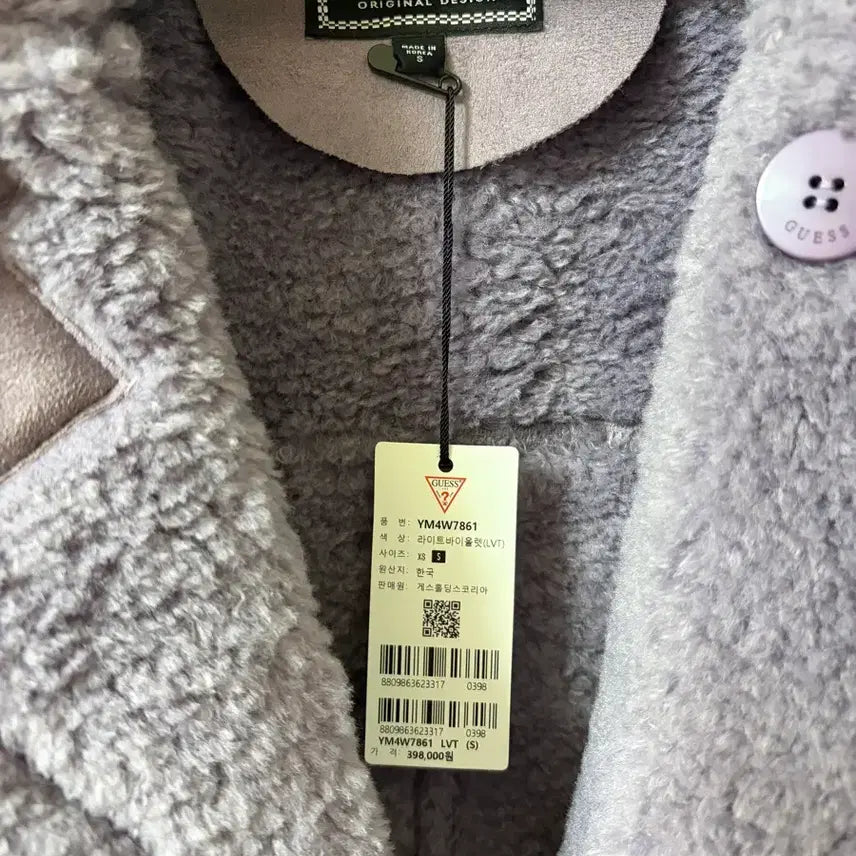 ORIGINAL DESIGN
MADE IN
KOREA
S
GUESS
GUESS
?
품 번: YM4W7861
색 상: 라이트바이올렛(LVT)
사이즈: XS S
원산지: 한국
판매원: 게스홀딩스코리아
8809863623317 0398
8809863623317 0398
YM4W7861 LVT (S)
가 격: 398,000원